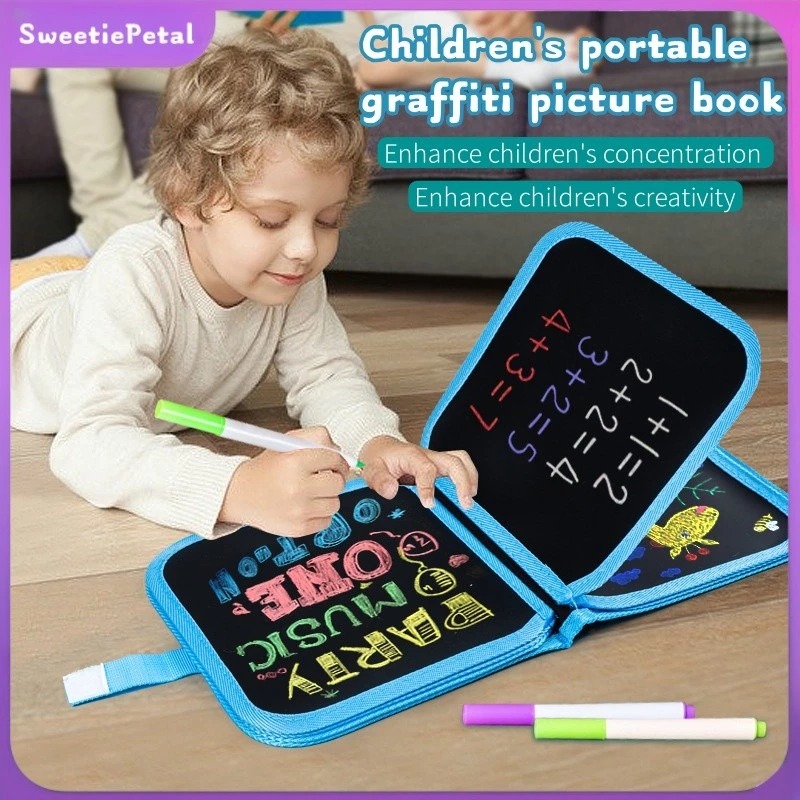 SweetiePetal
Children's portable
graffiti picture book
Enhance children's concentration
Enhance children's creativity
4+3=7
3+2=5
2+2=4
1+1=2
OPTION
ONE
MUSIC
PARTY